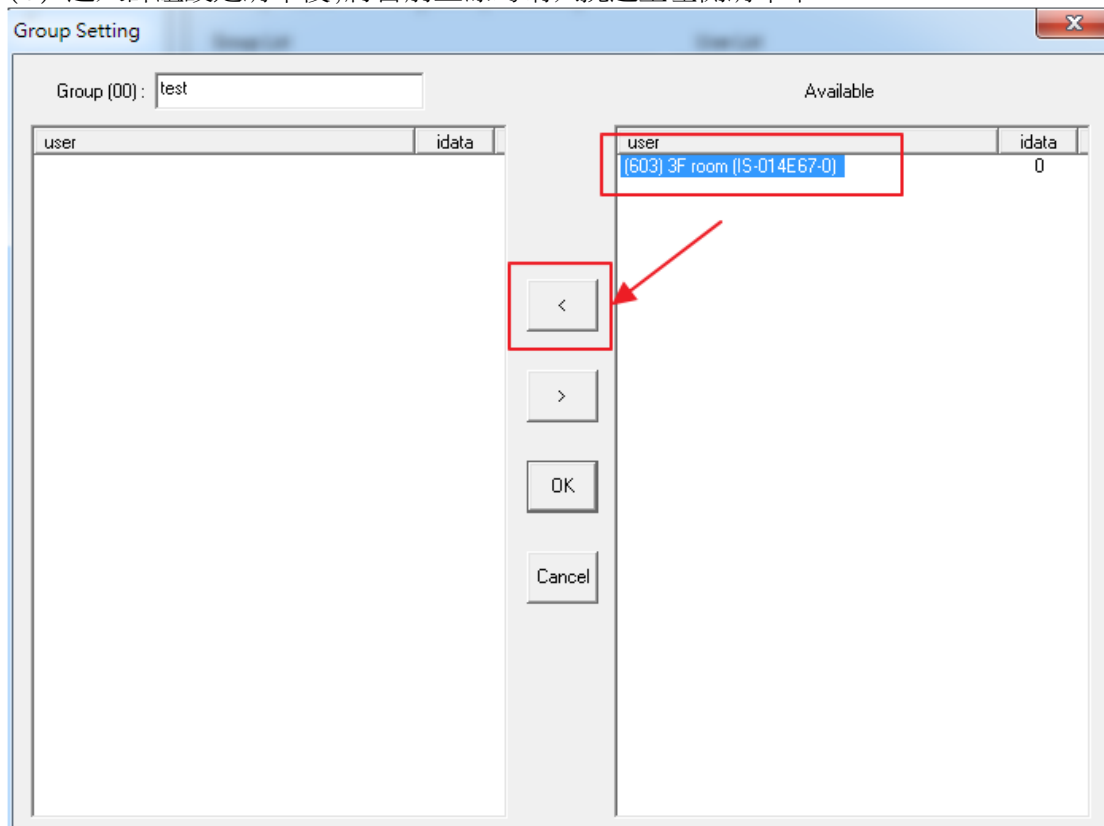 Group Setting
Group (00) : test
Available
user idata
user idata
(603) 3F room (IS-014E67-0) 0
<
>
OK
Cancel